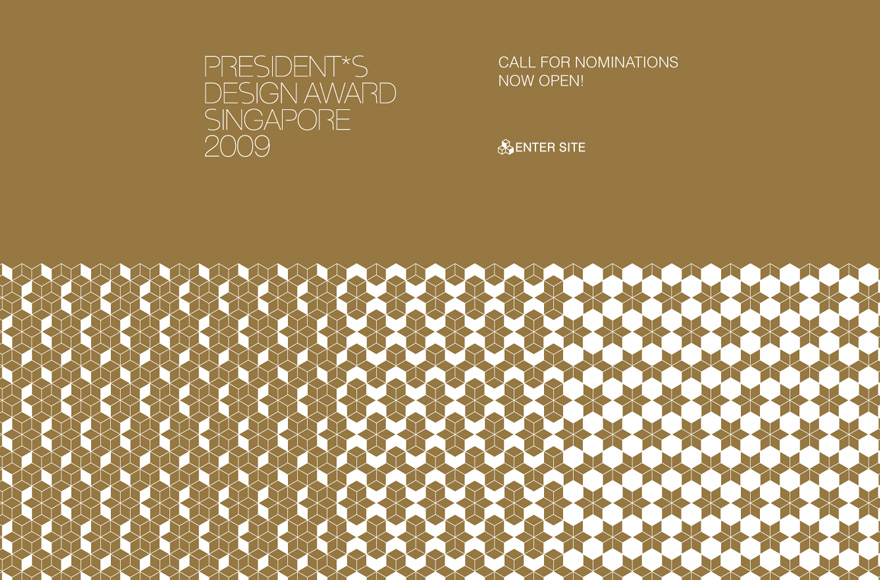 PRESIDENT*S
DESIGN AWARD
SINGAPORE
2009
CALL FOR NOMINATIONS
NOW OPEN!
ENTER SITE